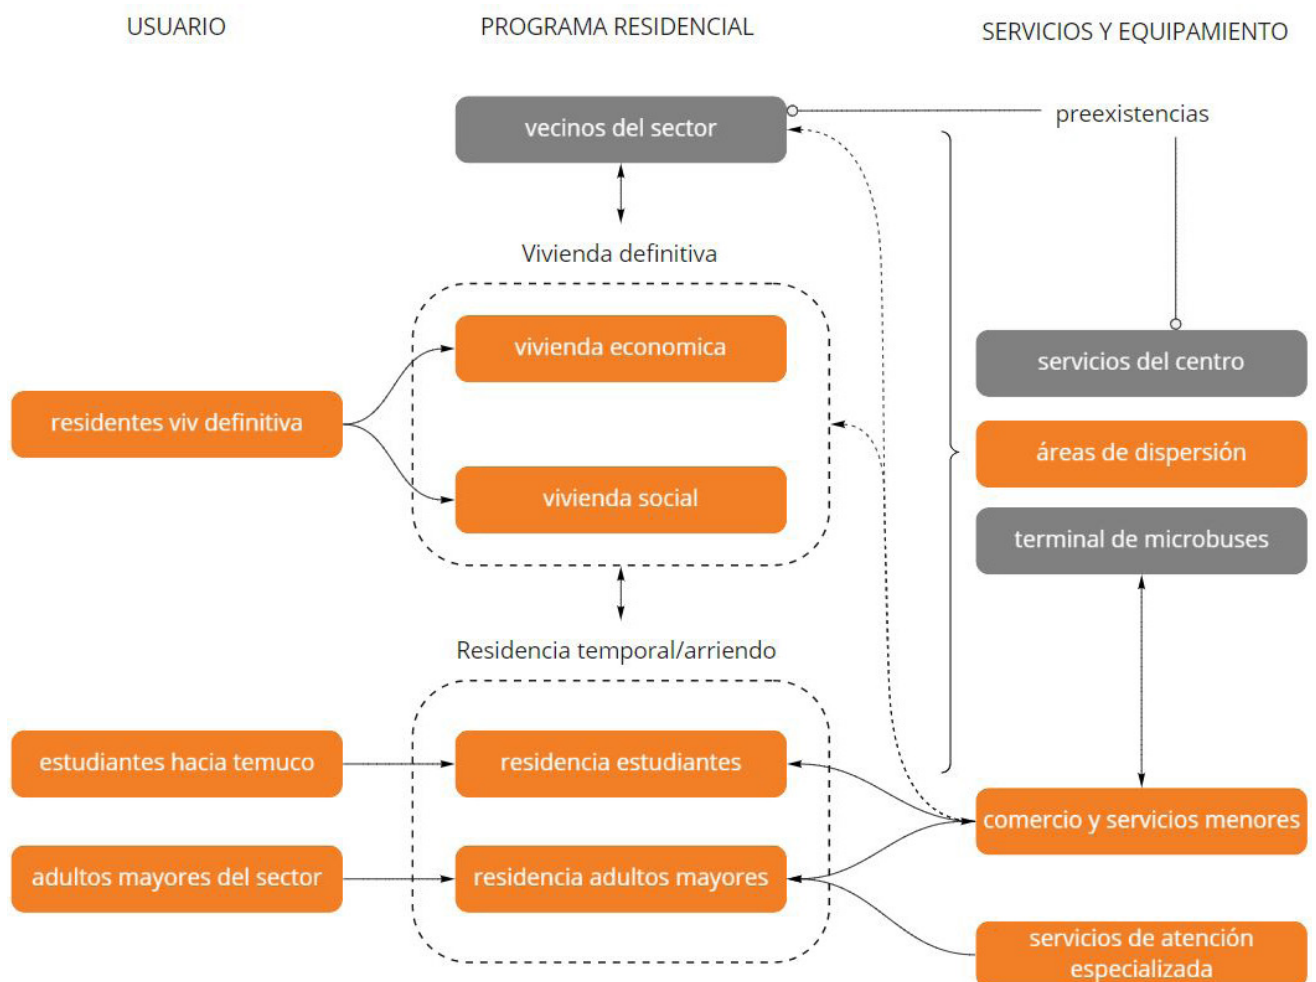 USUARIO
PROGRAMA RESIDENCIAL
SERVICIOS Y EQUIPAMIENTO
vecinos del sector
preexistencias
Vivienda definitiva
vivienda economica
servicios del centro
residentes viv definitiva
áreas de dispersión
vivienda social
terminal de microbuses
Residencia temporal/arriendo
estudiantes hacia temuco
residencia estudiantes
comercio y servicios menores
adultos mayores del sector
residencia adultos mayores
servicios de atención
especializada